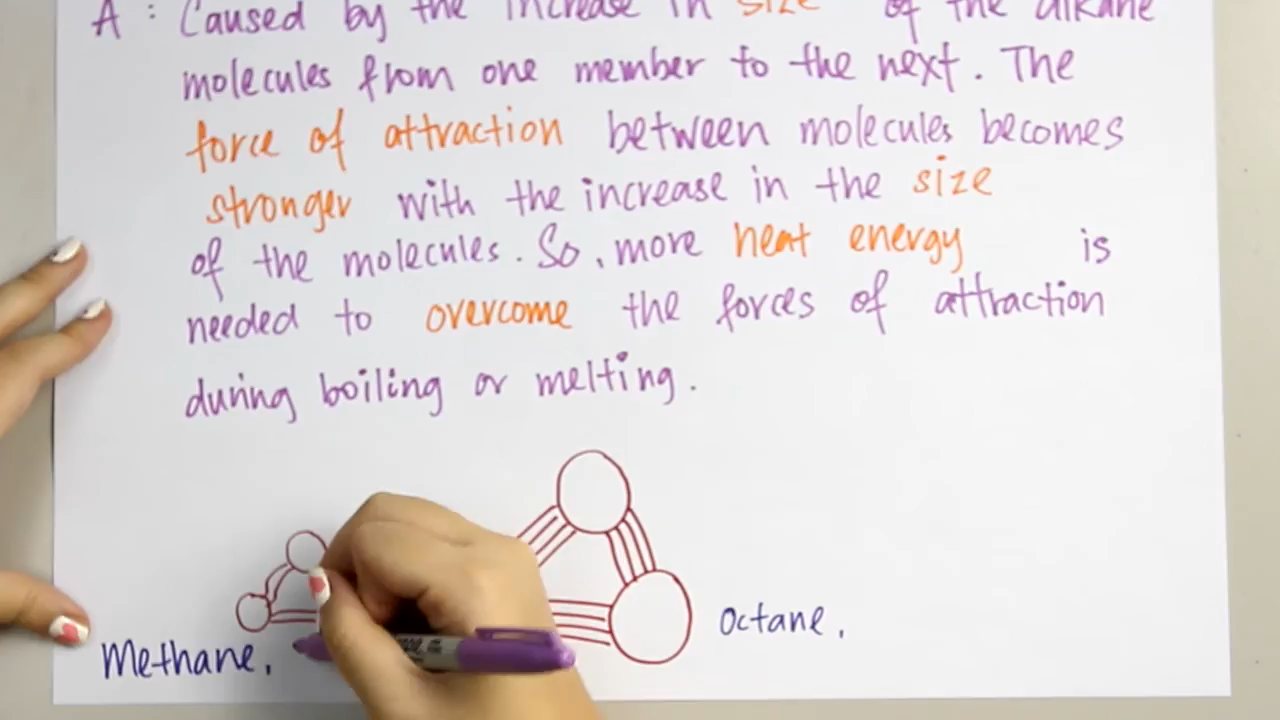 A : Caused by the increase in size of the alkane
molecules from one member to the next. The
force of attraction between molecules becomes
stronger with the increase in the size
of the molecules. So, more heat energy is
needed to overcome the forces of attraction
during boiling or melting.
Octane,
Methane,